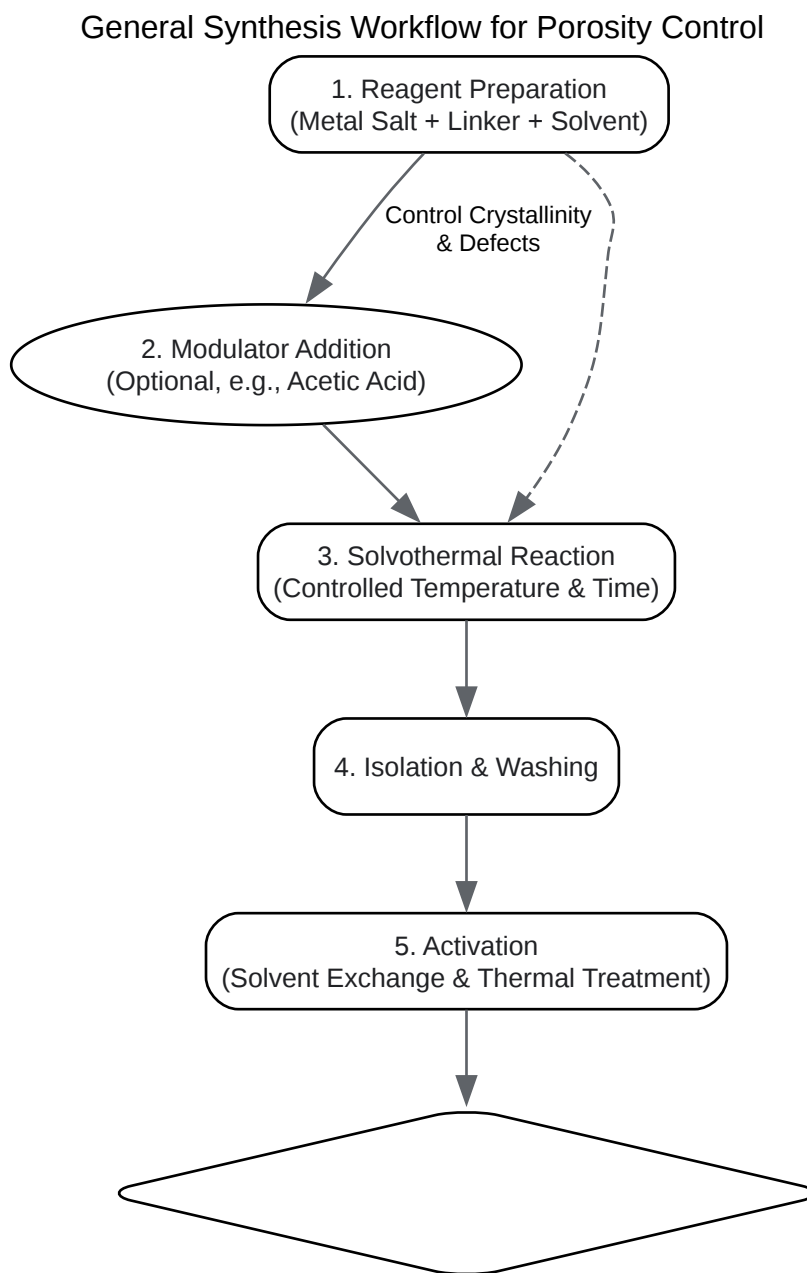 General Synthesis Workflow for Porosity Control
1. Reagent Preparation
(Metal Salt + Linker + Solvent)
Control Crystallinity
& Defects
2. Modulator Addition
(Optional, e.g., Acetic Acid)
3. Solvothermal Reaction
(Controlled Temperature & Time)
4. Isolation & Washing
5. Activation
(Solvent Exchange & Thermal Treatment)